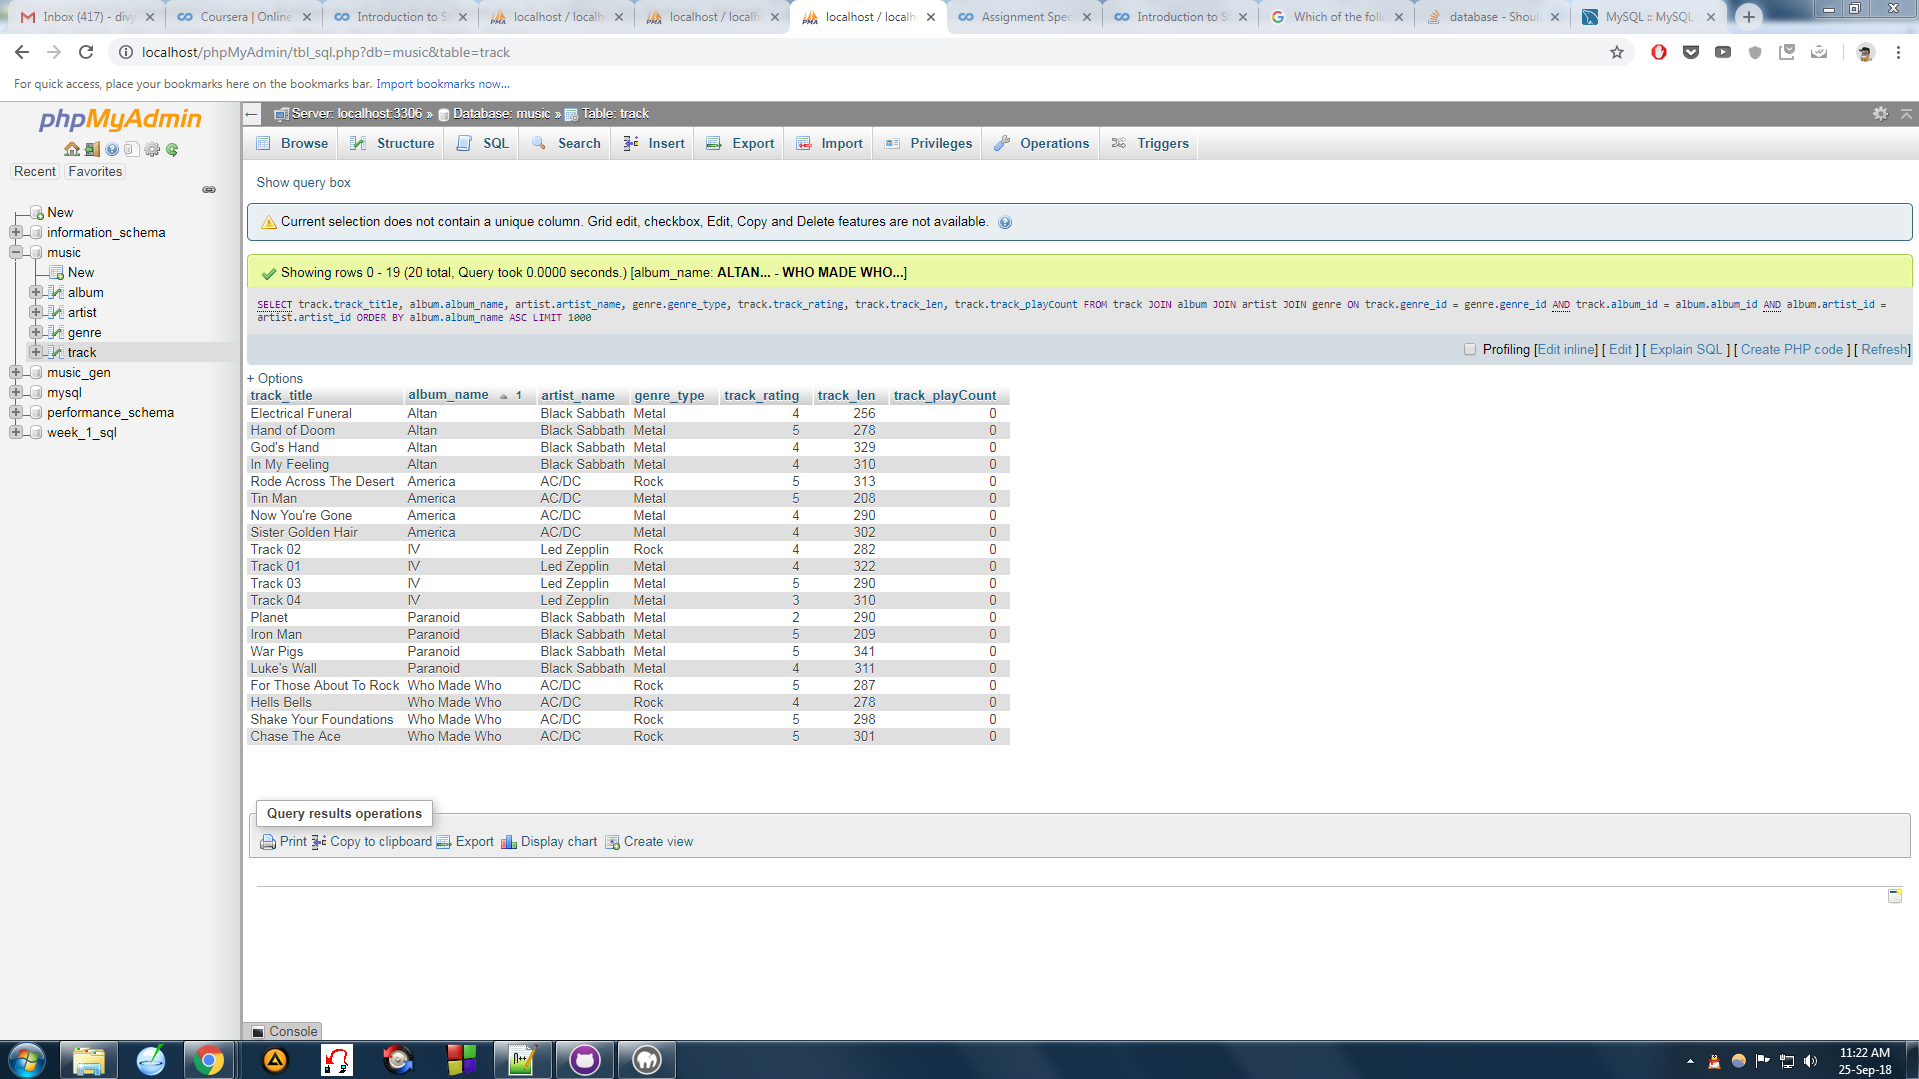 Inbox (417) - divy
Coursera | Online
Introduction to St
localhost / localh
localhost / localh
localhost / localh
Assignment Spec
Introduction to St
Which of the foll
database - Shoul
MySQL :: MySQL
localhost/phpMyAdmin/tbl_sql.php?db=music&table=track
For quick access, place your bookmarks here on the bookmarks bar. Import bookmarks now...
phpMyAdmin
Recent Favorites
New
information_schema
music
New
album
artist
genre
track
music_gen
mysql
performance_schema
week_1_sql
Server: localhost:3306 » Database: music » Table: track
Browse Structure SQL Search Insert Export Import Privileges Operations Triggers
Show query box
Current selection does not contain a unique column. Grid edit, checkbox, Edit, Copy and Delete features are not available.
Showing rows 0 - 19 (20 total, Query took 0.0000 seconds.) [album_name: ALTAN... - WHO MADE WHO...]
SELECT track.track_title, album.album_name, artist.artist_name, genre.genre_type, track.track_rating, track.track_len, track.track_playCount FROM track JOIN album JOIN artist JOIN genre ON track.genre_id = genre.genre_id AND track.album_id = album.album_id AND album.artist_id =
artist.artist_id ORDER BY album.album_name ASC LIMIT 1000
Profiling [Edit inline] [ Edit ] [ Explain SQL ] [ Create PHP code ] [ Refresh]
+ Options
track_title album_name 1 artist_name genre_type track_rating track_len track_playCount
Electrical Funeral Altan Black Sabbath Metal 4 256 0
Hand of Doom Altan Black Sabbath Metal 5 278 0
God's Hand Altan Black Sabbath Metal 4 329 0
In My Feeling Altan Black Sabbath Metal 4 310 0
Rode Across The Desert America AC/DC Rock 5 313 0
Tin Man America AC/DC Metal 5 208 0
Now You're Gone America AC/DC Metal 4 290 0
Sister Golden Hair America AC/DC Metal 4 302 0
Track 02 IV Led Zepplin Rock 4 282 0
Track 01 IV Led Zepplin Metal 4 322 0
Track 03 IV Led Zepplin Metal 5 290 0
Track 04 IV Led Zepplin Metal 3 310 0
Planet Paranoid Black Sabbath Metal 2 290 0
Iron Man Paranoid Black Sabbath Metal 5 209 0
War Pigs Paranoid Black Sabbath Metal 5 341 0
Luke's Wall Paranoid Black Sabbath Metal 4 311 0
For Those About To Rock Who Made Who AC/DC Rock 5 287 0
Hells Bells Who Made Who AC/DC Rock 4 278 0
Shake Your Foundations Who Made Who AC/DC Rock 5 298 0
Chase The Ace Who Made Who AC/DC Rock 5 301 0
Query results operations
Print Copy to clipboard Export Display chart Create view
Console
11:22 AM
25-Sep-18